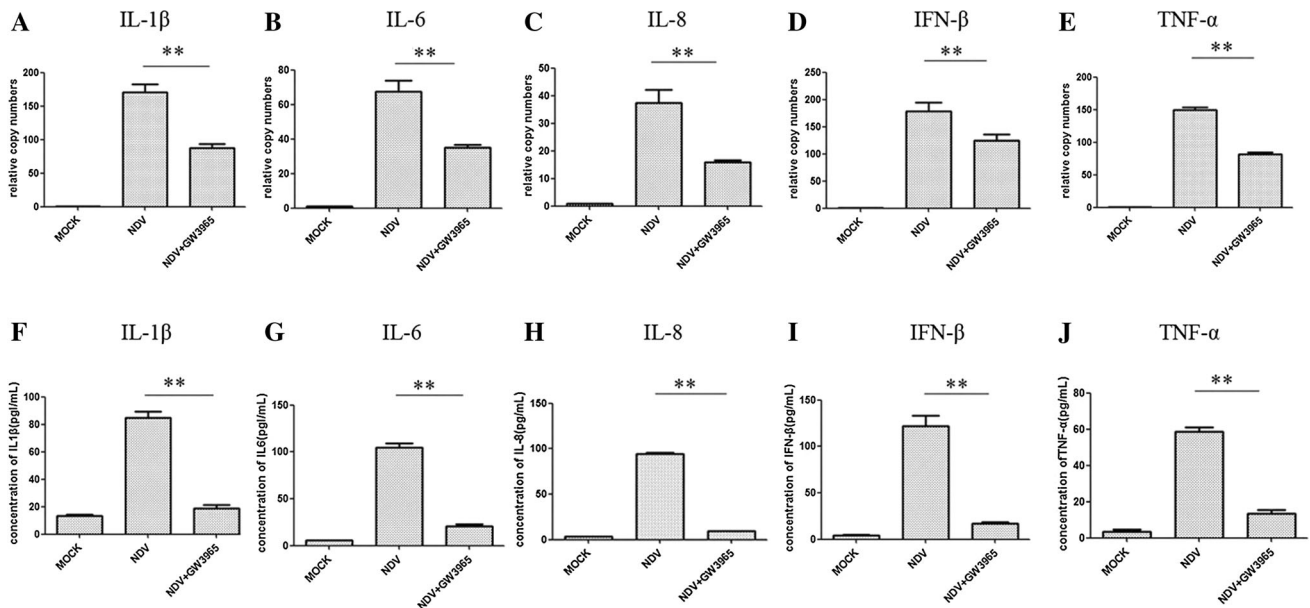 A IL-1β
**
relative copy numbers
200
150
100
50
0
MOCK
NDV
NDV+GW3965
B IL-6
**
relative copy numbers
80
60
40
20
0
MOCK
NDV
NDV+GW3965
C IL-8
**
relative copy numbers
50
40
30
20
10
0
MOCK
NDV
NDV+GW3965
D IFN-β
**
relative copy numbers
250
200
150
100
50
0
MOCK
NDV
NDV+GW3965
E TNF-α
**
relative copy numbers
200
150
100
50
0
MOCK
NDV
NDV+GW3965
F IL-1β
**
concentration of IL1β(pgl/mL)
100
80
60
40
20
0
MOCK
NDV
NDV+GW3965
G IL-6
**
concentration of IL6(pgl/mL)
150
100
50
0
MOCK
NDV
NDV+GW3965
H IL-8
**
concentration of IL-8(pg/mL)
150
100
50
0
MOCK
NDV
NDV+GW3965
I IFN-β
**
concentration of IFN-β(pg/mL)
150
100
50
0
MOCK
NDV
NDV+GW3965
J TNF-α
**
concentration ofTNF-α(pg/mL)
80
60
40
20
0
MOCK
NDV
NDV+GW3965